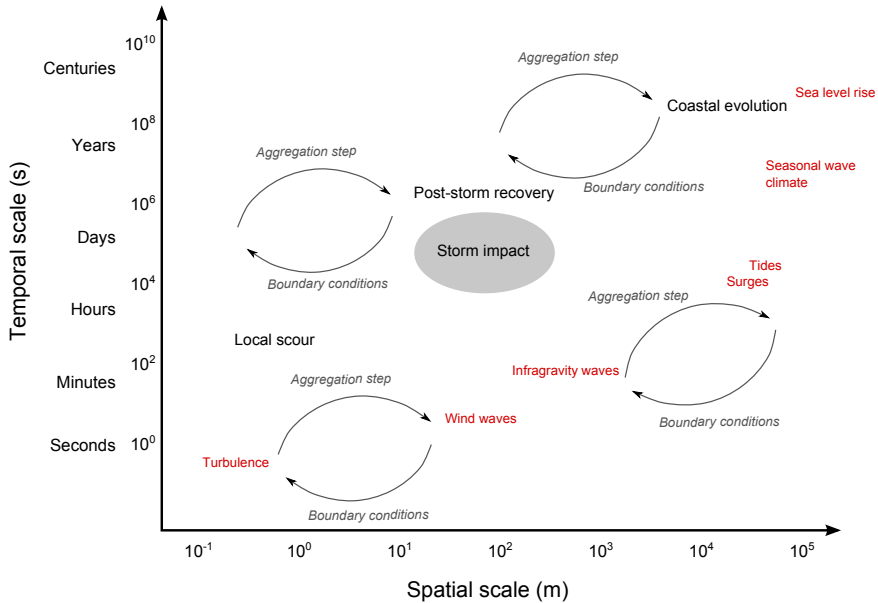 10^10
Aggregation step
Centuries
Sea level rise
Coastal evolution
10^8
Years
Aggregation step
Seasonal wave
climate
Boundary conditions
Post-storm recovery
10^6
Days
Storm impact
Tides
Surges
Boundary conditions
10^4
Aggregation step
Hours
Local scour
10^2
Infragravity waves
Minutes
Aggregation step
Boundary conditions
Wind waves
Seconds
10^0
Turbulence
Boundary conditions
Temporal scale (s)
10^-1 10^0 10^1 10^2 10^3 10^4 10^5
Spatial scale (m)